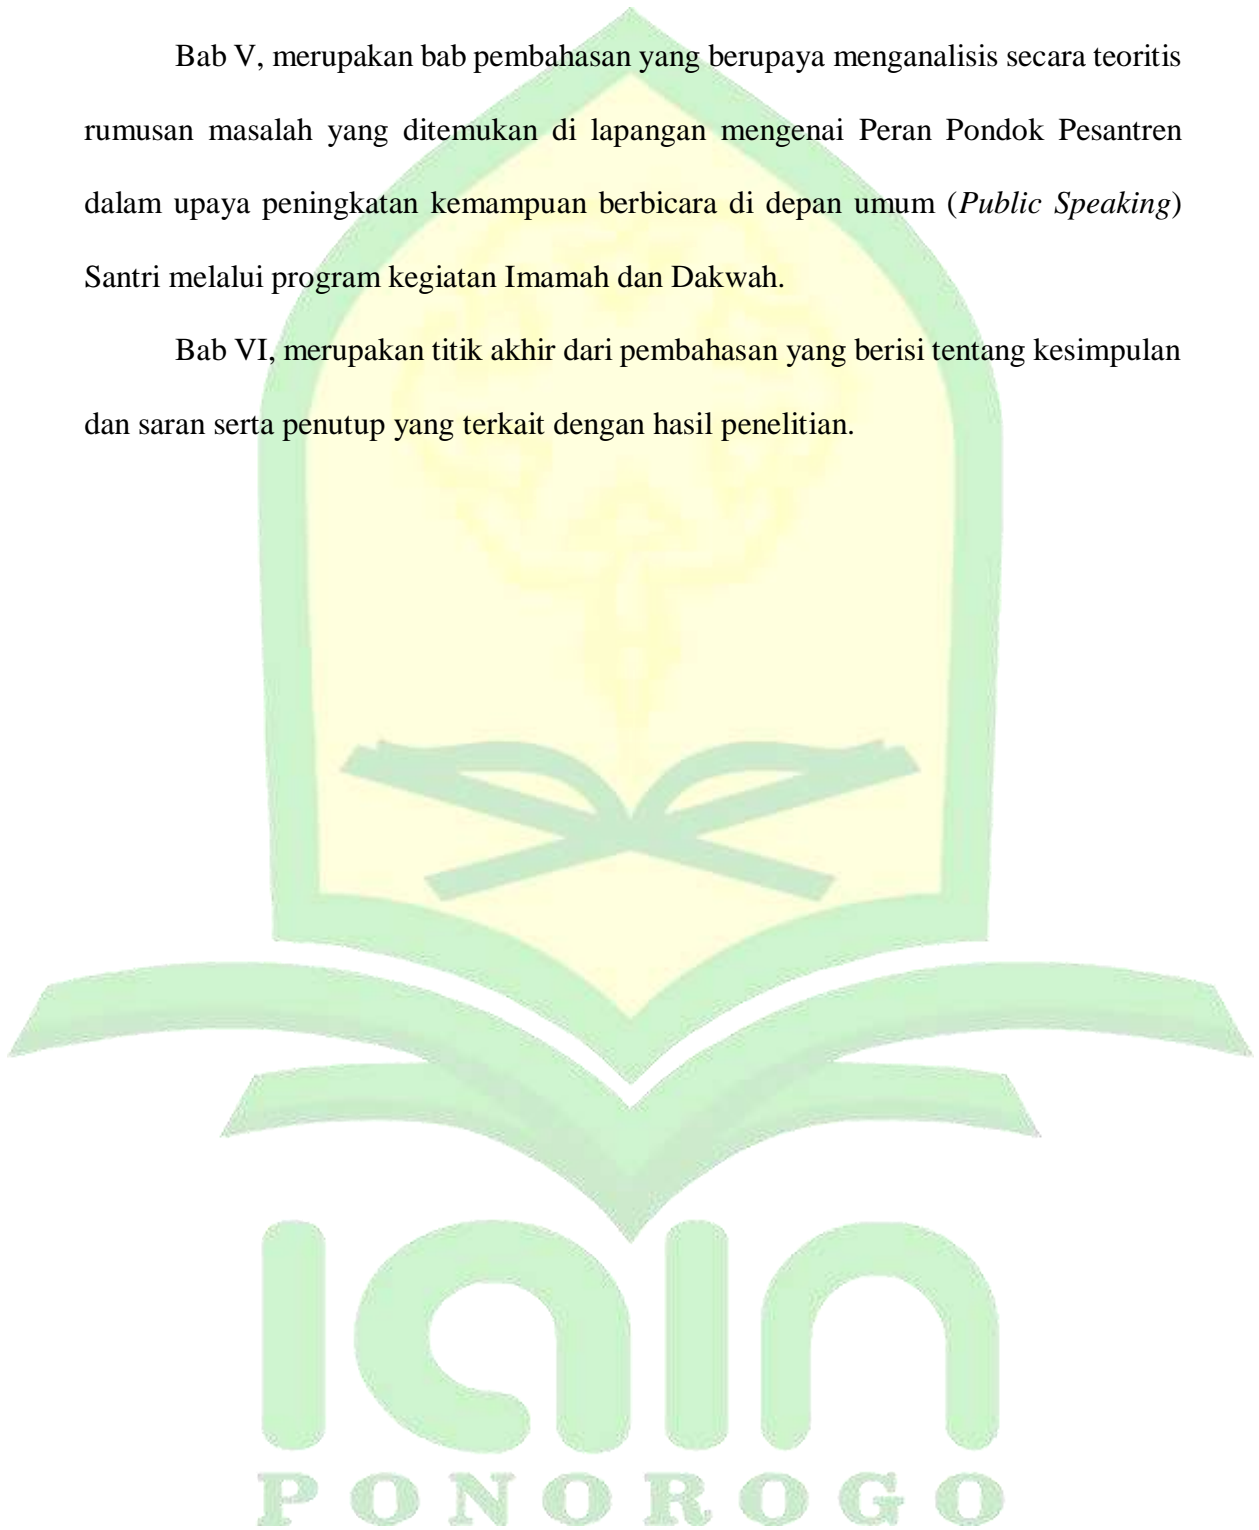 Bab V, merupakan bab pembahasan yang berupaya menganalisis secara teoritis
rumusan masalah yang ditemukan di lapangan mengenai Peran Pondok Pesantren
dalam upaya peningkatan kemampuan berbicara di depan umum (Public Speaking)
Santri melalui program kegiatan Imamah dan Dakwah.
Bab VI, merupakan titik akhir dari pembahasan yang berisi tentang kesimpulan
dan saran serta penutup yang terkait dengan hasil penelitian.
IAIN
PONOROGO